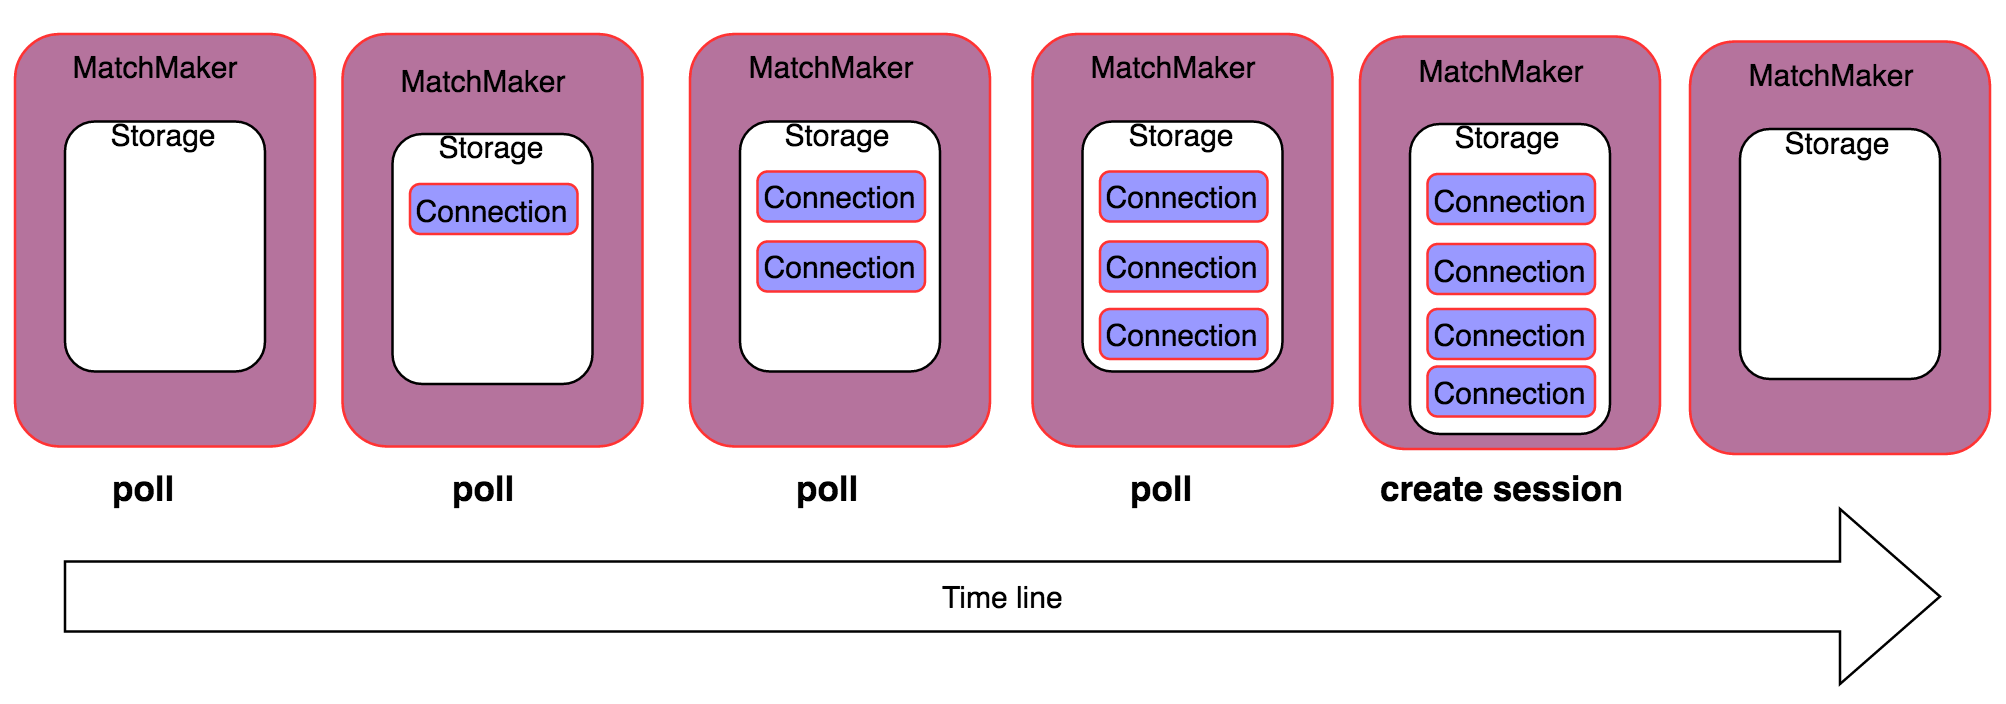 MatchMaker
Storage
MatchMaker
Storage
Connection
MatchMaker
Storage
Connection
Connection
MatchMaker
Storage
Connection
Connection
Connection
MatchMaker
Storage
Connection
Connection
Connection
Connection
MatchMaker
Storage
poll
poll
poll
poll
create session
Time line